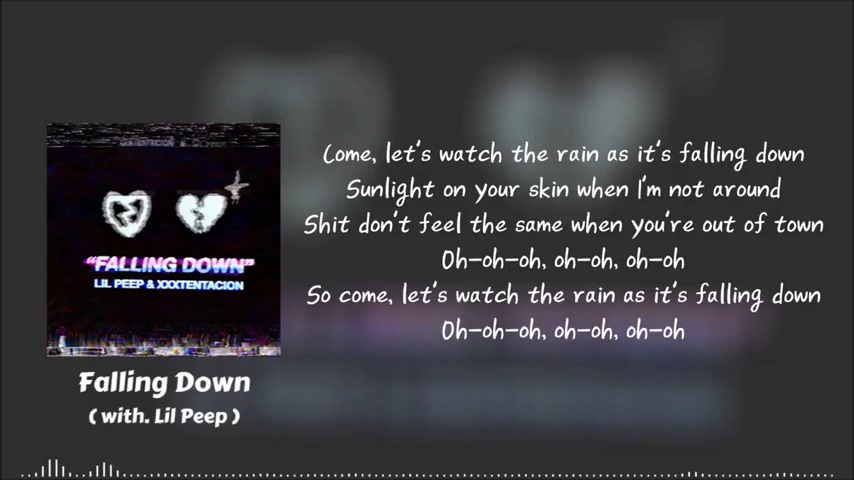 "FALLING DOWN"
LIL PEEP & XXXTENTACION
Falling Down
( with. Lil Peep )
Come, let's watch the rain as it's falling down
Sunlight on your skin when I'm not around
Shit don't feel the same when you're out of town
Oh-oh-oh, oh-oh, oh-oh
So come, let's watch the rain as it's falling down
Oh-oh-oh, oh-oh, oh-oh